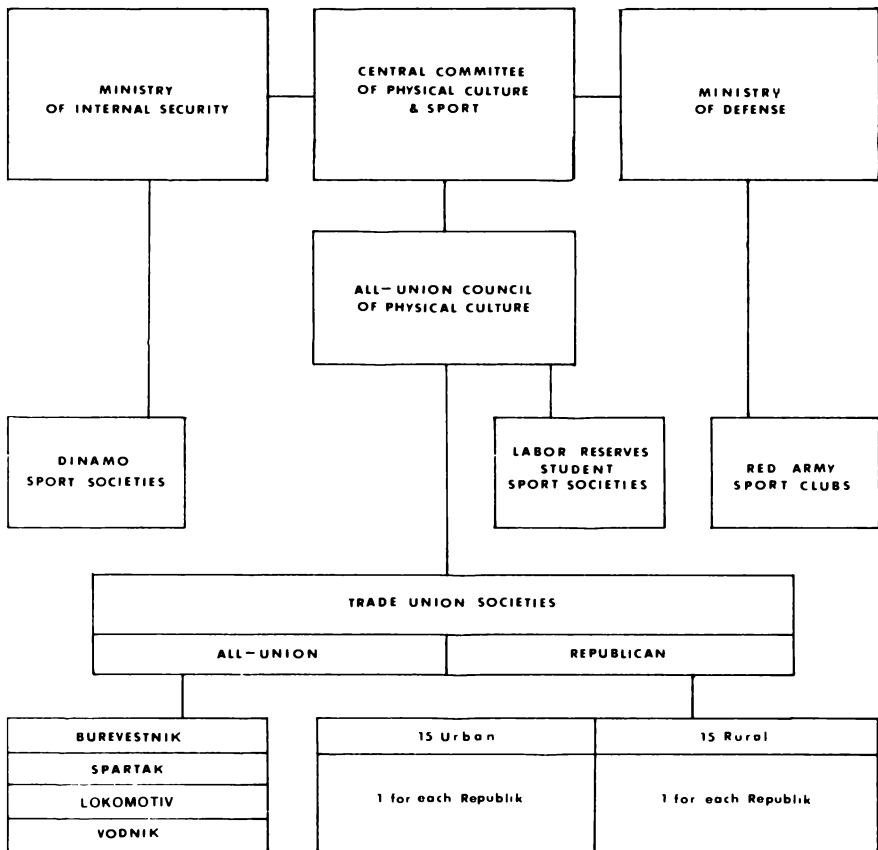 MINISTRY
OF INTERNAL SECURITY
CENTRAL COMMITTEE
OF PHYSICAL CULTURE
& SPORT
MINISTRY
OF DEFENSE
ALL-UNION COUNCIL
OF PHYSICAL CULTURE
DINAMO
SPORT SOCIETIES
LABOR RESERVES
STUDENT
SPORT SOCIETIES
RED ARMY
SPORT CLUBS
TRADE UNION SOCIETIES
ALL-UNION
REPUBLICAN
BUREVESTNIK
SPARTAK
LOKOMOTIV
VODNIK
15 Urban
1 for each Republik
15 Rural
1 for each Republik